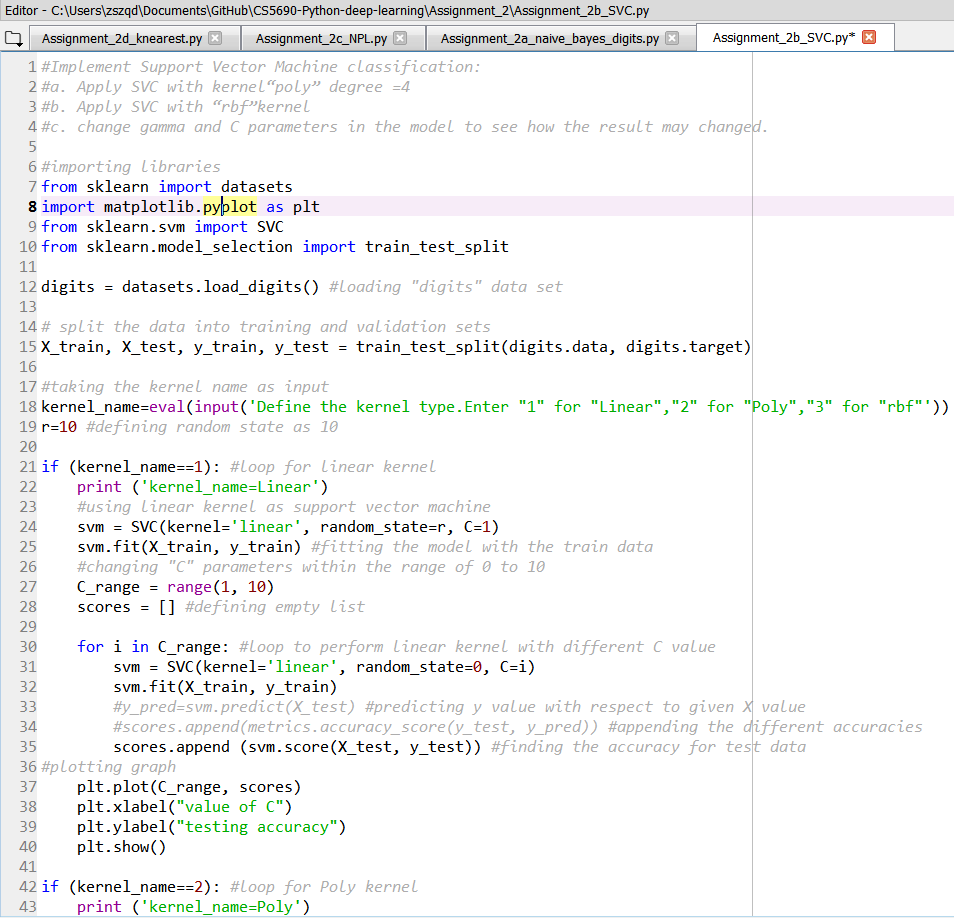 Editor - C:\Users\zszqd\Documents\GitHub\CS5690-Python-deep-learning\Assignment_2\Assignment_2b_SVC.py
Assignment_2d_knearest.py Assignment_2c_NPL.py Assignment_2a_naive_bayes_digits.py Assignment_2b_SVC.py*
1 #Implement Support Vector Machine classification:
2 #a. Apply SVC with kernel“poly” degree =4
3 #b. Apply SVC with “rbf”kernel
4 #c. change gamma and C parameters in the model to see how the result may changed.
5
6 #importing libraries
7 from sklearn import datasets
8 import matplotlib.pyplot as plt
9 from sklearn.svm import SVC
10 from sklearn.model_selection import train_test_split
11
12 digits = datasets.load_digits() #loading "digits" data set
13
14 # split the data into training and validation sets
15 X_train, X_test, y_train, y_test = train_test_split(digits.data, digits.target)
16
17 #taking the kernel name as input
18 kernel_name=eval(input('Define the kernel type.Enter "1" for "Linear","2" for "Poly","3" for "rbf"'))
19 r=10 #defining random state as 10
20
21 if (kernel_name==1): #loop for linear kernel
22     print ('kernel_name=Linear')
23     #using linear kernel as support vector machine
24     svm = SVC(kernel='linear', random_state=r, C=1)
25     svm.fit(X_train, y_train) #fitting the model with the train data
26     #changing "C" parameters within the range of 0 to 10
27     C_range = range(1, 10)
28     scores = [] #defining empty list
29
30     for i in C_range: #loop to perform linear kernel with different C value
31         svm = SVC(kernel='linear', random_state=0, C=i)
32         svm.fit(X_train, y_train)
33         #y_pred=svm.predict(X_test) #predicting y value with respect to given X value
34         #scores.append(metrics.accuracy_score(y_test, y_pred)) #appending the different accuracies
35         scores.append (svm.score(X_test, y_test)) #finding the accuracy for test data
36 #plotting graph
37     plt.plot(C_range, scores)
38     plt.xlabel("value of C")
39     plt.ylabel("testing accuracy")
40     plt.show()
41
42 if (kernel_name==2): #loop for Poly kernel
43     print ('kernel_name=Poly')